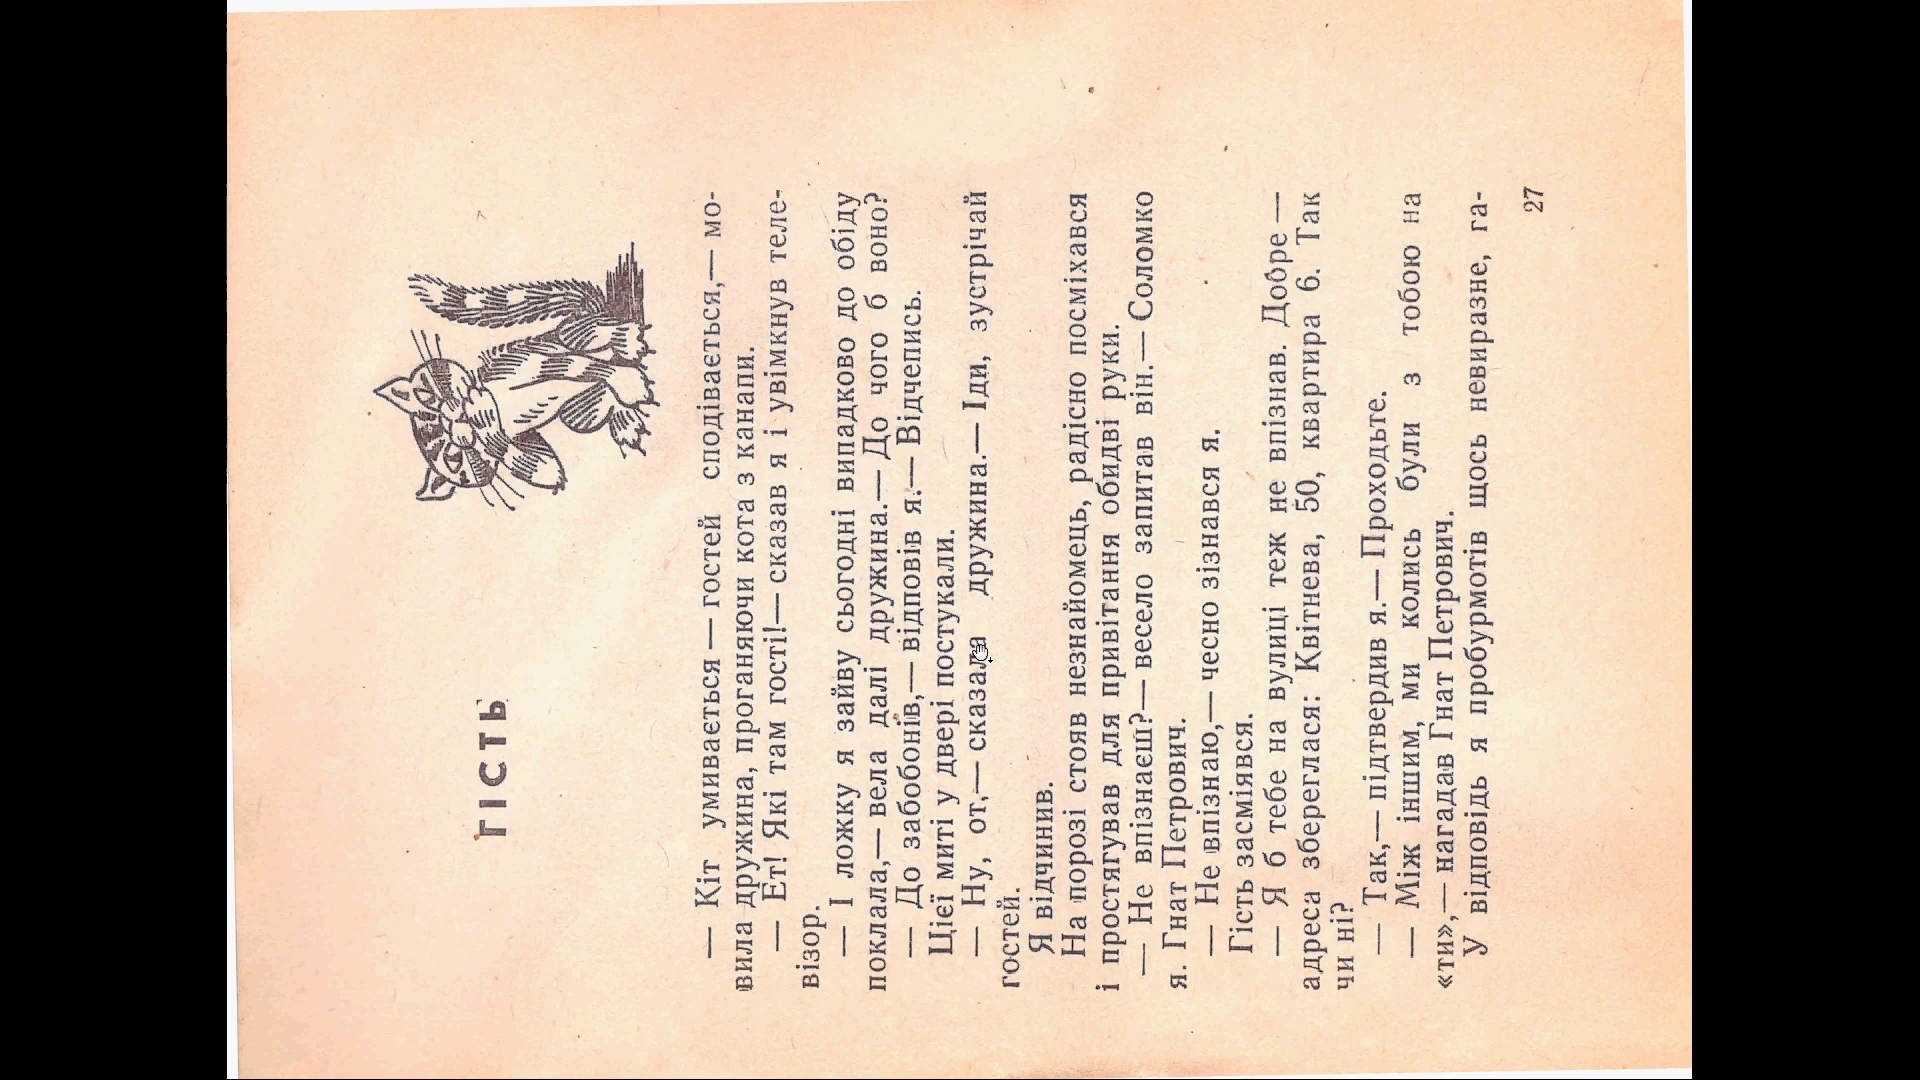 ГІСТЬ
— Кіт умивається — гостей сподівається,— мо-
вила дружина, проганяючи кота з канапи.
— Ет! Які там гості!— сказав я і увімкнув теле-
візор.
— І ложку я зайву сьогодні випадково до обіду
поклала,— вела далі дружина.— До чого б воно?
— До забобонів,— відповів я.— Відчепись.
Цієї миті у двері постукали.
— Ну, от,— сказала дружина.— Іди, зустрічай
гостей.
Я відчинив.
На порозі стояв незнайомець, радісно посміхався
і простягував для привітання обидві руки.
— Не впізнаєш?— весело запитав він.— Соломко
я. Гнат Петрович.
— Не впізнаю,— чесно зізнався я.
Гість засміявся.
— Я б тебе на вулиці теж не впізнав. Добре —
адреса збереглася: Квітнева, 50, квартира 6. Так
чи ні?
— Так,— підтвердив я.— Проходьте.
— Між іншим, ми колись були з тобою на
«ти»,— нагадав Гнат Петрович.
У відповідь я пробурмотів щось невиразне, га-
27